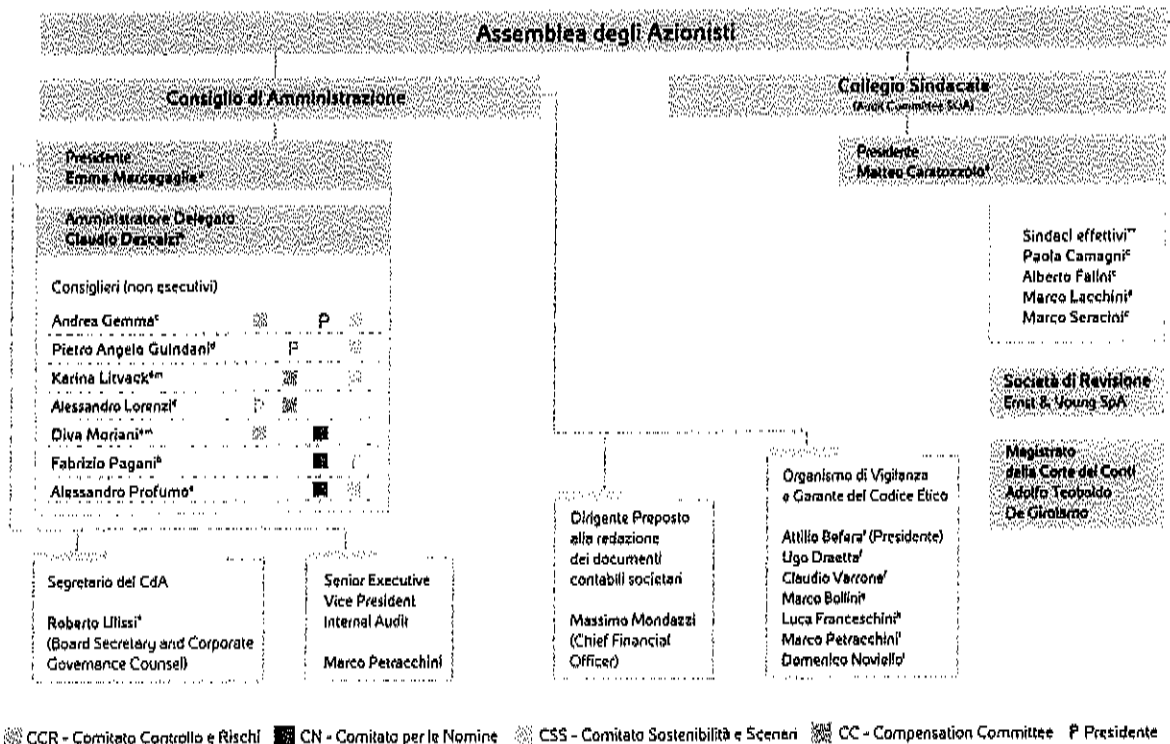 Assemblea degli Azionisti
Consiglio di Amministrazione
Collegio Sindacale
(Audit Committee SOA)
Presidente
Emma Marcegaglia
Amministratore Delegato
Claudio Descalzi
Consiglieri (non esecutivi)
Andrea Gemma P
Pietro Angelo Guindani P
Karina Litvack
Alessandro Lorenzi P
Diva Moriani
Fabrizio Pagani
Alessandro Profumo
Segretario del CdA
Roberto Ulissi
(Board Secretary and Corporate
Governance Counsel)
Senior Executive
Vice President
Internal Audit
Marco Petracchini
Dirigente Preposto
alla redazione
dei documenti
contabili societari
Massimo Mondazzi
(Chief Financial
Officer)
Organismo di Vigilanza
e Garante del Codice Etico
Attilio Befera (Presidente)
Ugo Draetta
Claudio Varrone
Marco Bollini
Luca Franceschini
Marco Petracchini
Domenico Noviello
Presidente
Matteo Caratozzolo
Sindaci effettivi**
Paola Camagni
Alberto Falini
Marco Lacchini
Marco Seracini
Società di Revisione
Ernst & Young SpA
Magistrato
della Corte dei Conti
Adolfo Teobaldo
De Girolamo
CCR - Comitato Controllo e Rischi CN - Comitato per le Nomine CSS - Comitato Sostenibilità e Scenari CC - Compensation Committee P Presidente